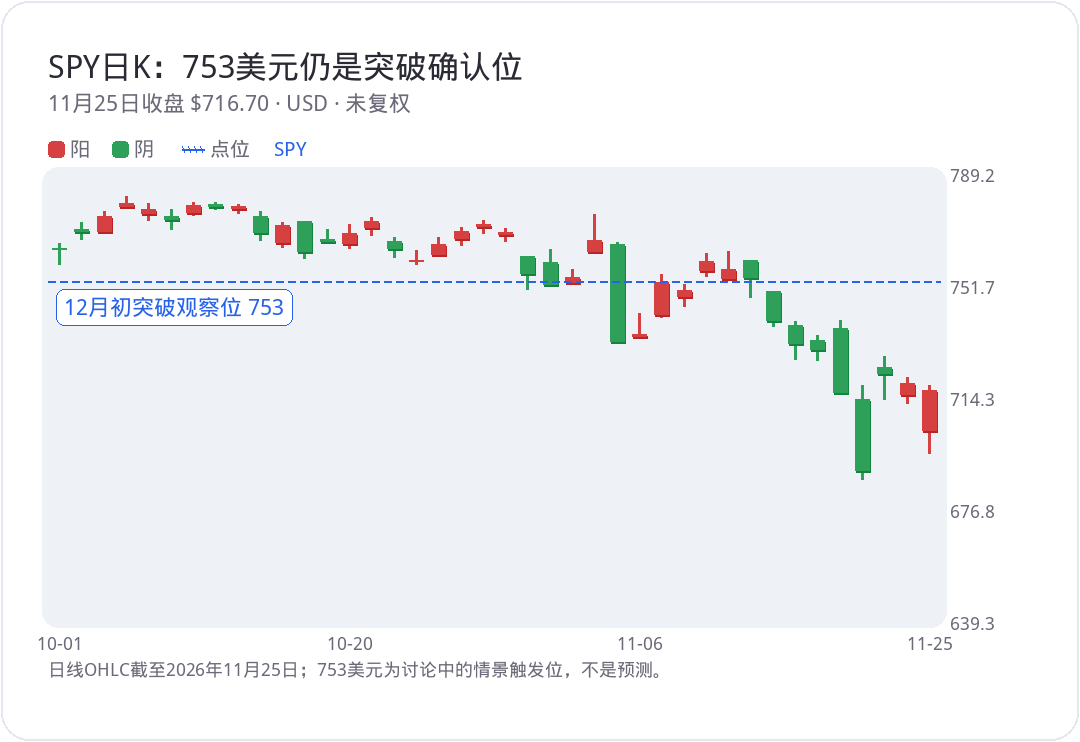 SPY日K：753美元仍是突破确认位
11月25日收盘 $716.70 · USD · 未复权
阳 阴 点位 SPY
789.2
751.7
12月初突破观察位 753
714.3
676.8
639.3
10-01 10-20 11-06 11-25
日线OHLC截至2026年11月25日；753美元为讨论中的情景触发位，不是预测。